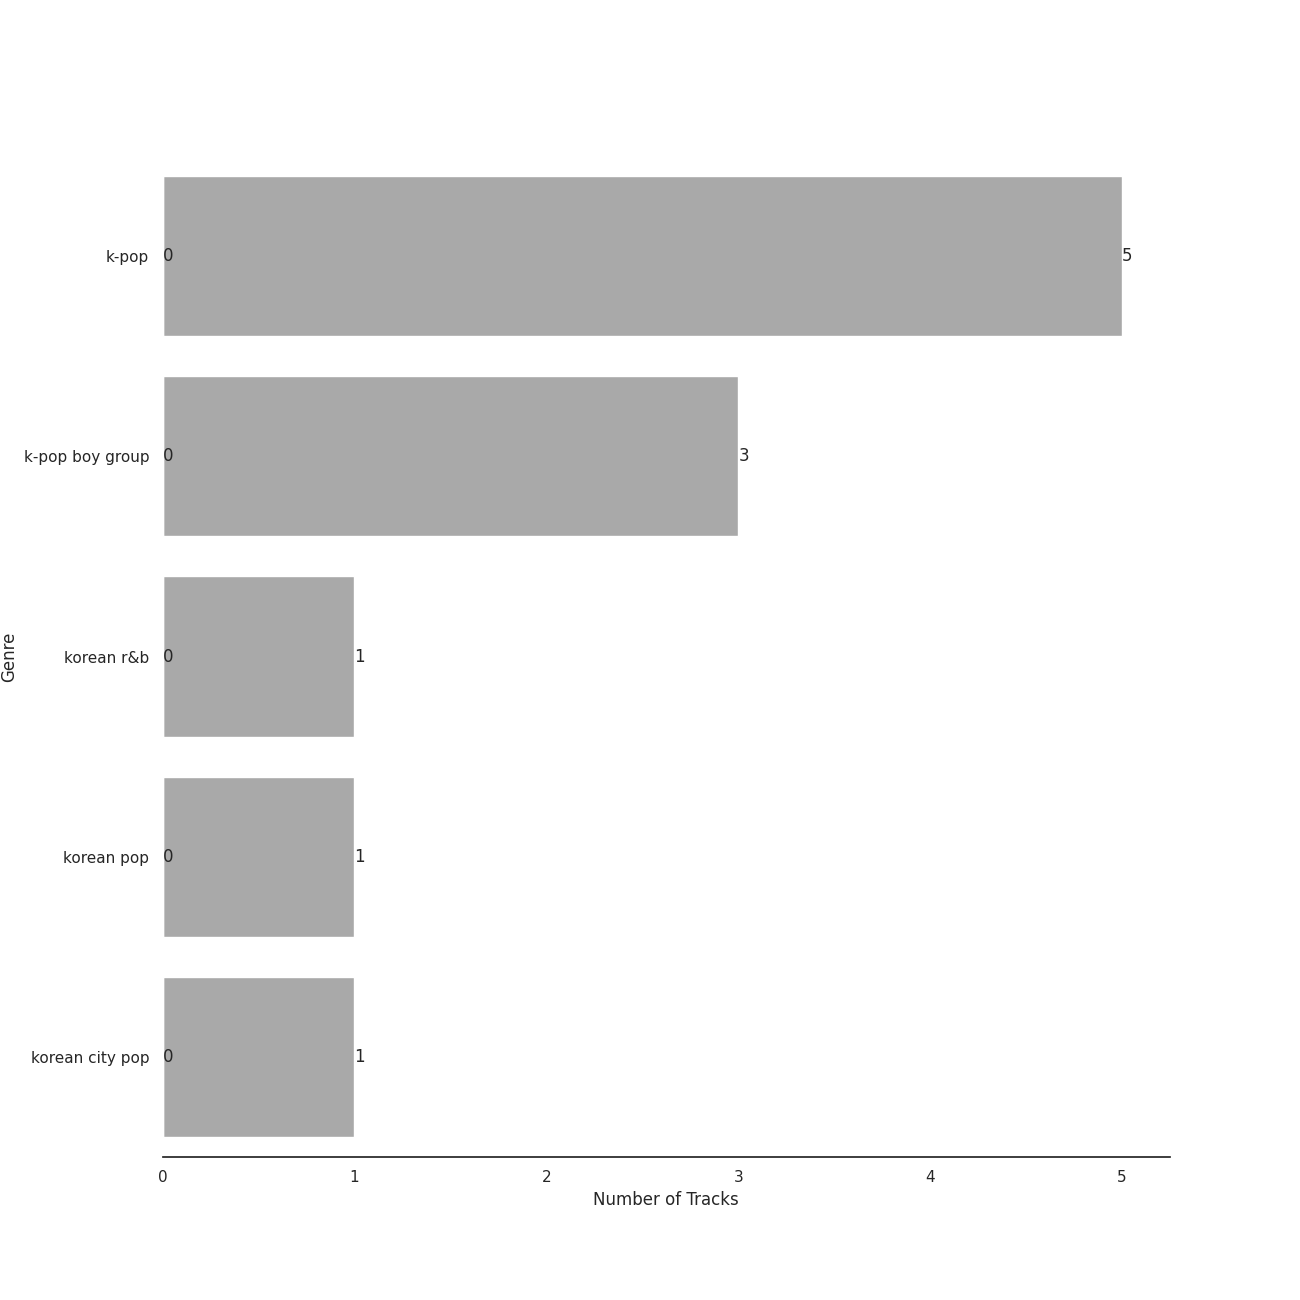 k-pop
0
5
k-pop boy group
0
3
Genre
korean r&b
0
1
korean pop
0
1
korean city pop
0
1
0 1 2 3 4 5
Number of Tracks